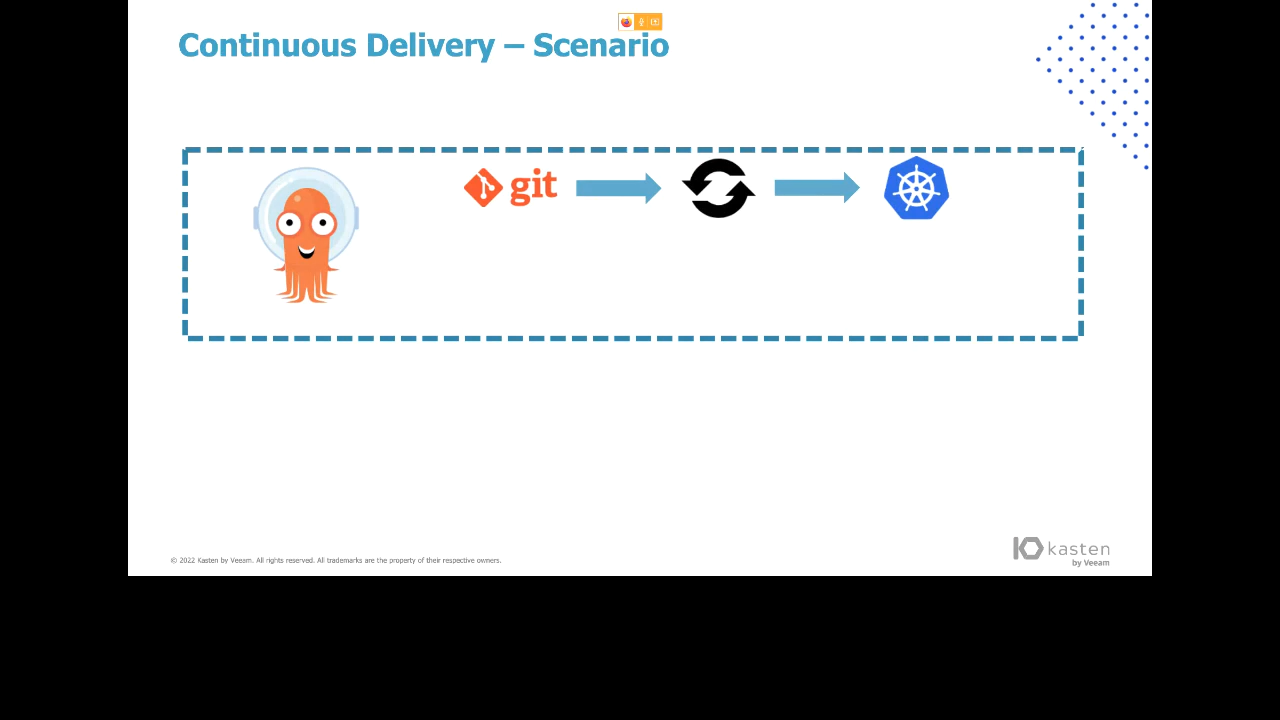 Continuous Delivery – Scenario
git
© 2022 Kasten by Veeam. All rights reserved. All trademarks are the property of their respective owners.
kasten
by Veeam